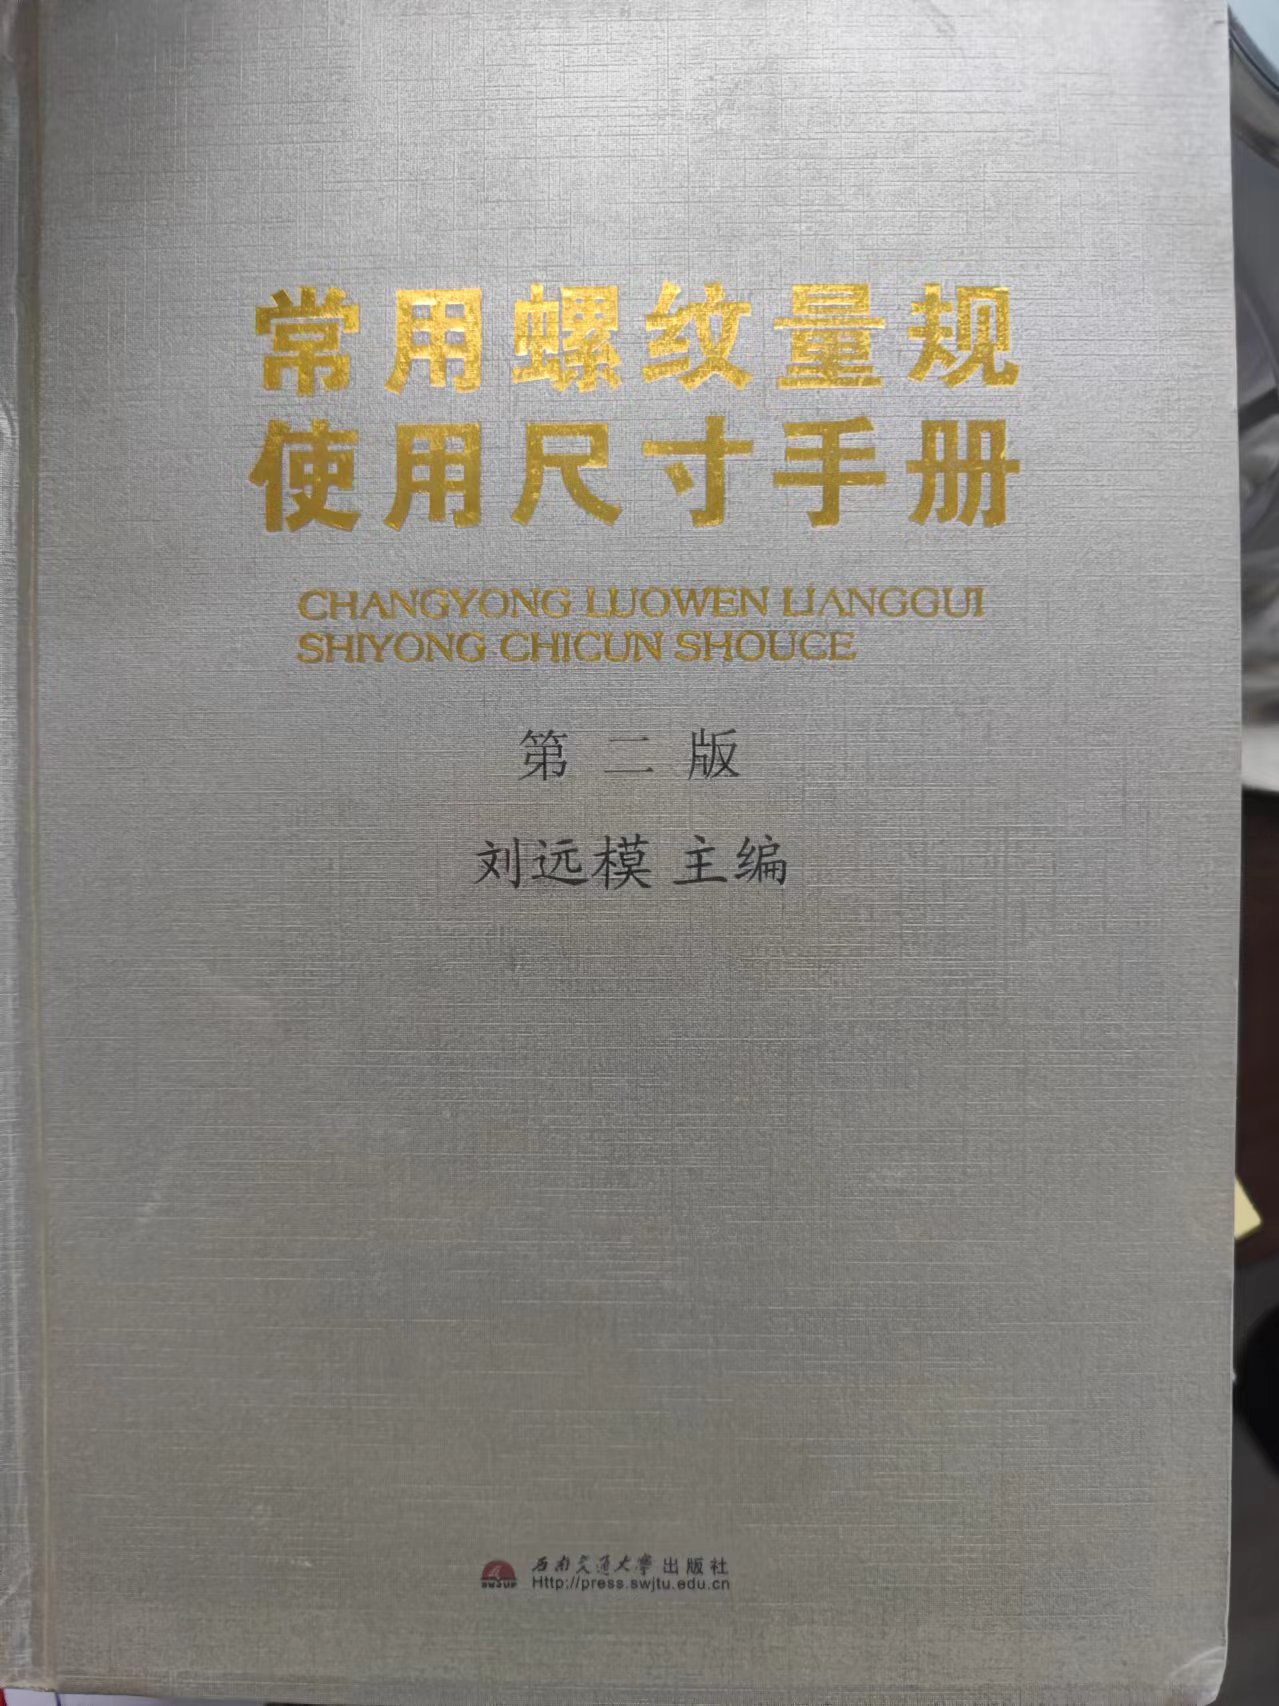 常用螺纹量规
使用尺寸手册
CHANGYONG LUOWEN LIANGGUI
SHIYONG CHICUN SHOUCE
第二版
刘远模 主编
西南交通大學出版社
Http://press.swjtu.edu.cn
SWJUP